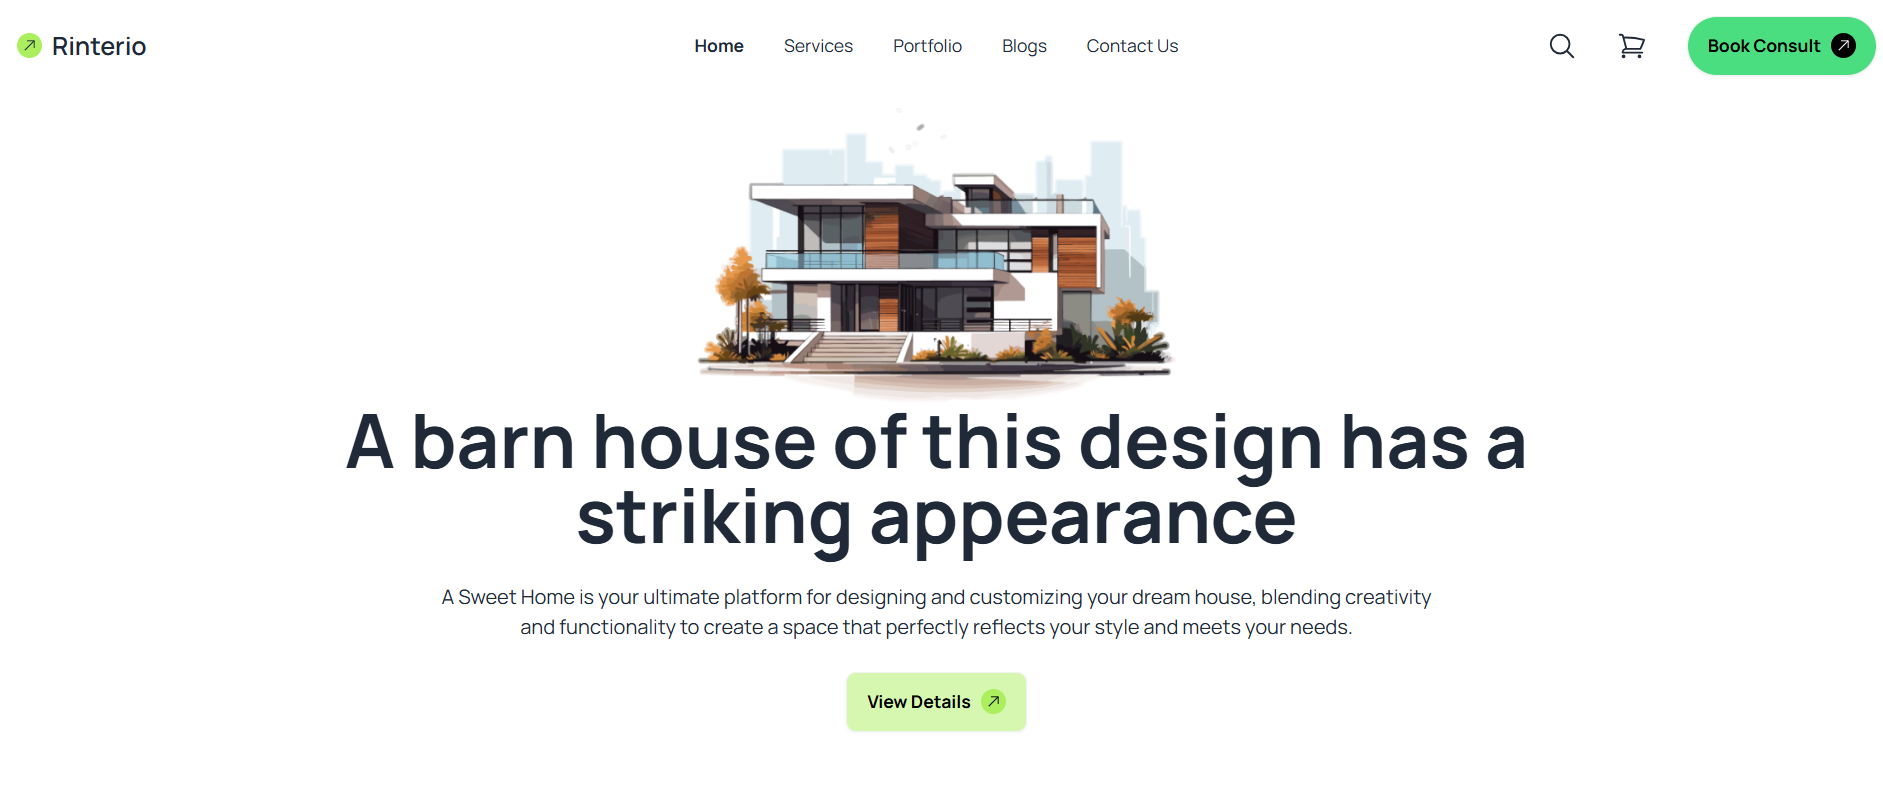 Rinterio
Home Services Portfolio Blogs Contact Us
Book Consult
A barn house of this design has a
striking appearance
A Sweet Home is your ultimate platform for designing and customizing your dream house, blending creativity
and functionality to create a space that perfectly reflects your style and meets your needs.
View Details